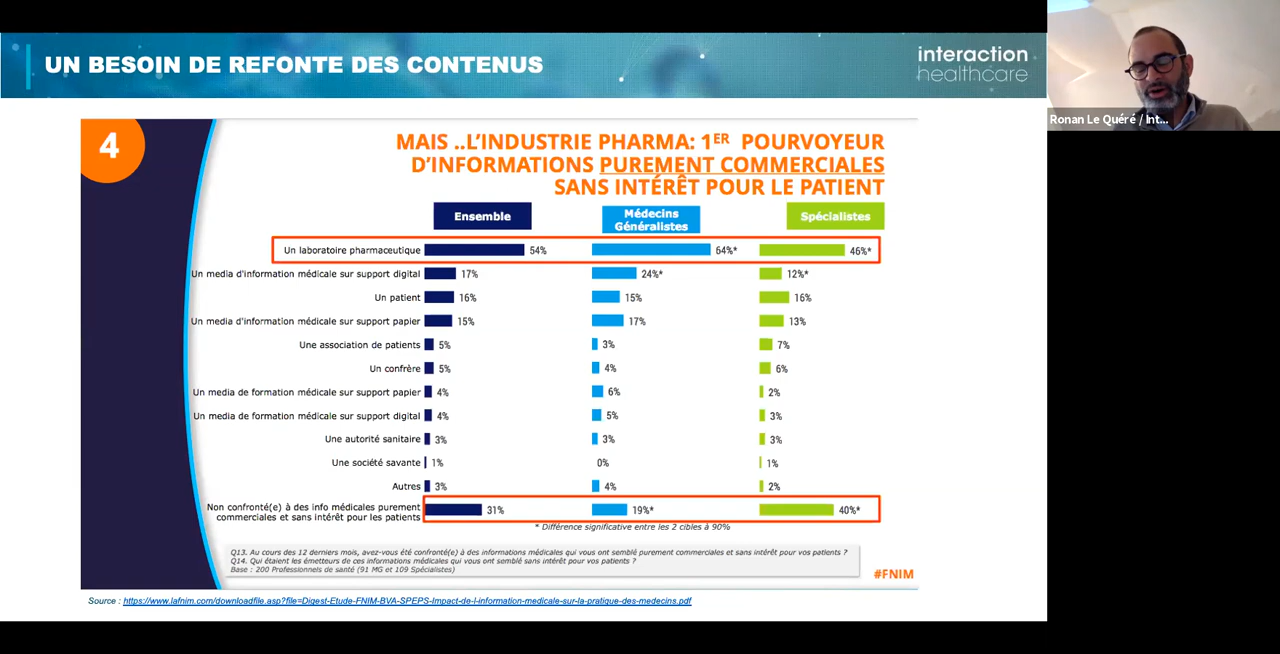 UN BESOIN DE REFONTE DES CONTENUS
interaction
healthcare
Ronan Le Quéré / Int...
4
MAIS ..L'INDUSTRIE PHARMA: 1ER POURVOYEUR
D'INFORMATIONS PUREMENT COMMERCIALES
SANS INTÉRÊT POUR LE PATIENT
Ensemble
Médecins
Généralistes
Spécialistes
Un laboratoire pharmaceutique 54% 64%* 46%*
Un media d'information médicale sur support digital 17% 24%* 12%*
Un patient 16% 15% 16%
Un media d'information médicale sur support papier 15% 17% 13%
Une association de patients 5% 3% 7%
Un confrère 5% 4% 6%
Un media de formation médicale sur support papier 4% 6% 2%
Un media de formation médicale sur support digital 4% 5% 3%
Une autorité sanitaire 3% 3% 3%
Une société savante 1% 0% 1%
Autres 3% 4% 2%
Non confronté(e) à des info médicales purement
commerciales et sans intérêt pour les patients 31% 19%* 40%*
* Différence significative entre les 2 cibles à 90%
Q13. Au cours des 12 derniers mois, avez-vous été confronté(e) à des informations médicales qui vous ont semblé purement commerciales et sans intérêt pour vos patients ?
Q14. Qui étaient les émetteurs de ces informations médicales qui vous ont semblé sans intérêt pour vos patients ?
Base : 200 Professionnels de santé (91 MG et 109 Spécialistes)
#FNIM
Source : https://www.lafnim.com/downloadfile.asp?file=Digest-Etude-FNIM-BVA-SPEPS-Impact-de-l-information-medicale-sur-la-pratique-des-medecins.pdf